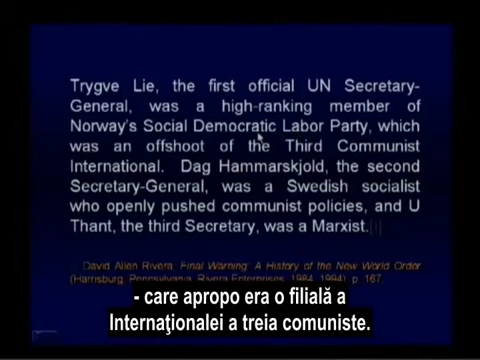 Trygve Lie, the first official UN Secretary-
General, was a high-ranking member of
Norway's Social Democratic Labor Party, which
was an offshoot of the Third Communist
International. Dag Hammarskjold, the second
Secretary-General, was a Swedish socialist
who openly pushed communist policies, and U
Thant, the third Secretary, was a Marxist.[i]
David Allen Rivera, Final Warning: A History of the New World Order
(Harrisburg, Pennsylvania, Rivera Enterprises, 1984, 1994), p. 167.
- care apropo era o filială a
Internaţionalei a treia comuniste.